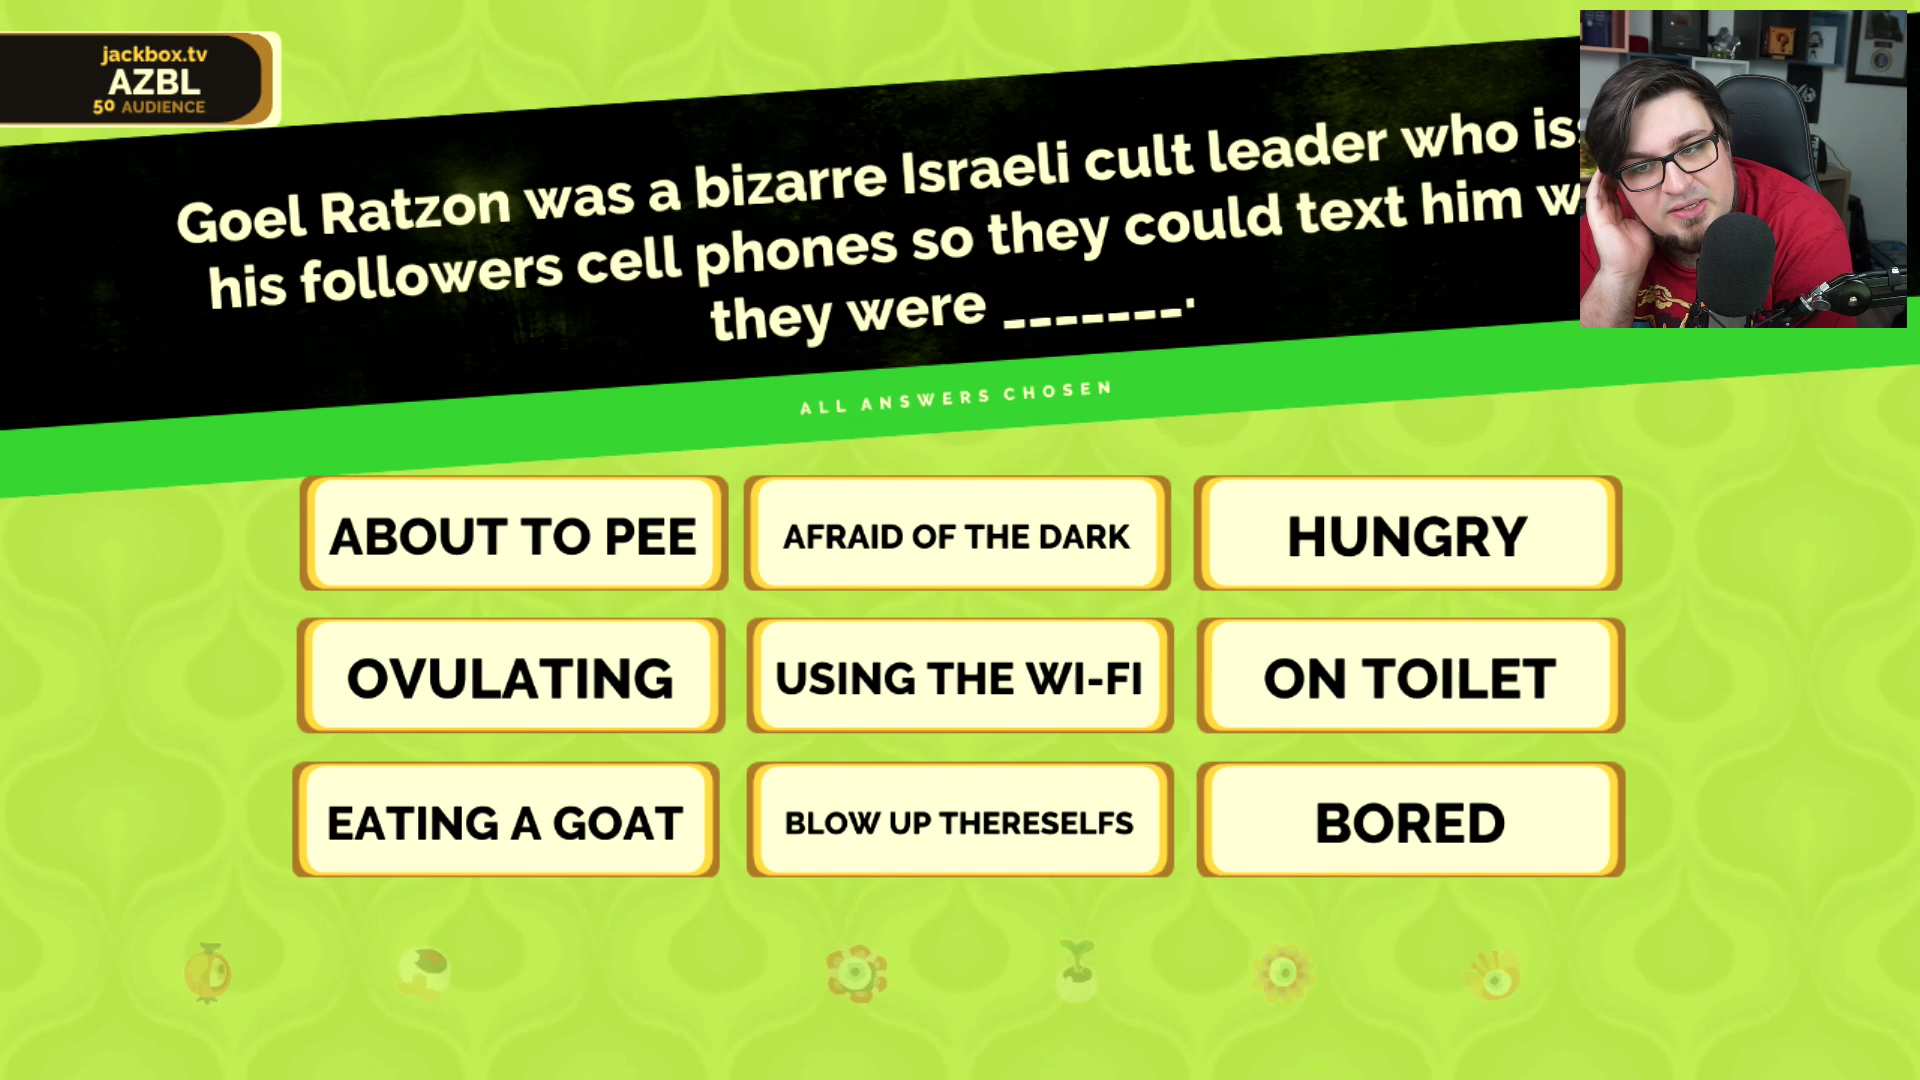 jackbox.tv
AZBL
50 AUDIENCE
Goel Ratzon was a bizarre Israeli cult leader who
his followers cell phones so they could text him
they were _______.
ALL ANSWERS CHOSEN
ABOUT TO PEE
AFRAID OF THE DARK
HUNGRY
OVULATING
USING THE WI-FI
ON TOILET
EATING A GOAT
BLOW UP THERESELFS
BORED